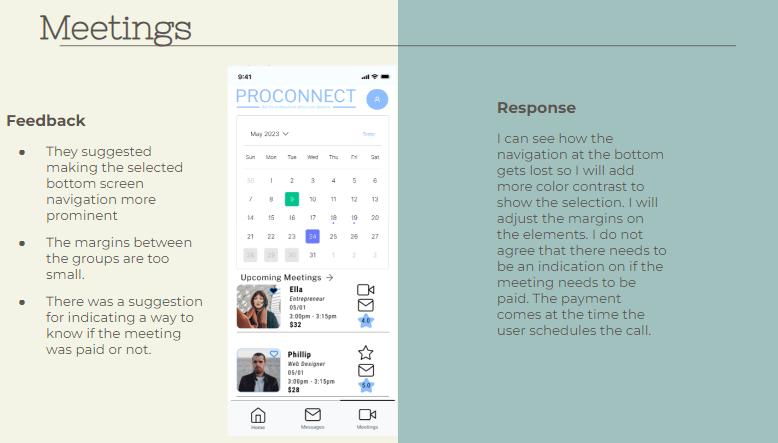 Meetings
Feedback
They suggested
making the selected
bottom screen
navigation more
prominent
The margins between
the groups are too
small.
There was a suggestion
for indicating a way to
know if the meeting
was paid or not.
9:41
PROCONNECT
May 2023
Today
Sun Mon Tue Wed Thu Fri Sat
30 1 2 3 4 5 6
7 8 9 10 11 12 13
14 15 16 17 18 19 20
21 22 23 24 25 26 27
28 29 30 31 1 2 3
Upcoming Meetings →
Ella
Entrepreneur
05/01
3:00pm - 3:15pm
$32
4.0
Phillip
Web Designer
05/01
3:00pm - 3:15pm
$28
5.0
Home Messages Meetings
Response
I can see how the
navigation at the bottom
gets lost so I will add
more color contrast to
show the selection. I will
adjust the margins on
the elements. I do not
agree that there needs to
be an indication on if the
meeting needs to be
paid. The payment
comes at the time the
user schedules the call.